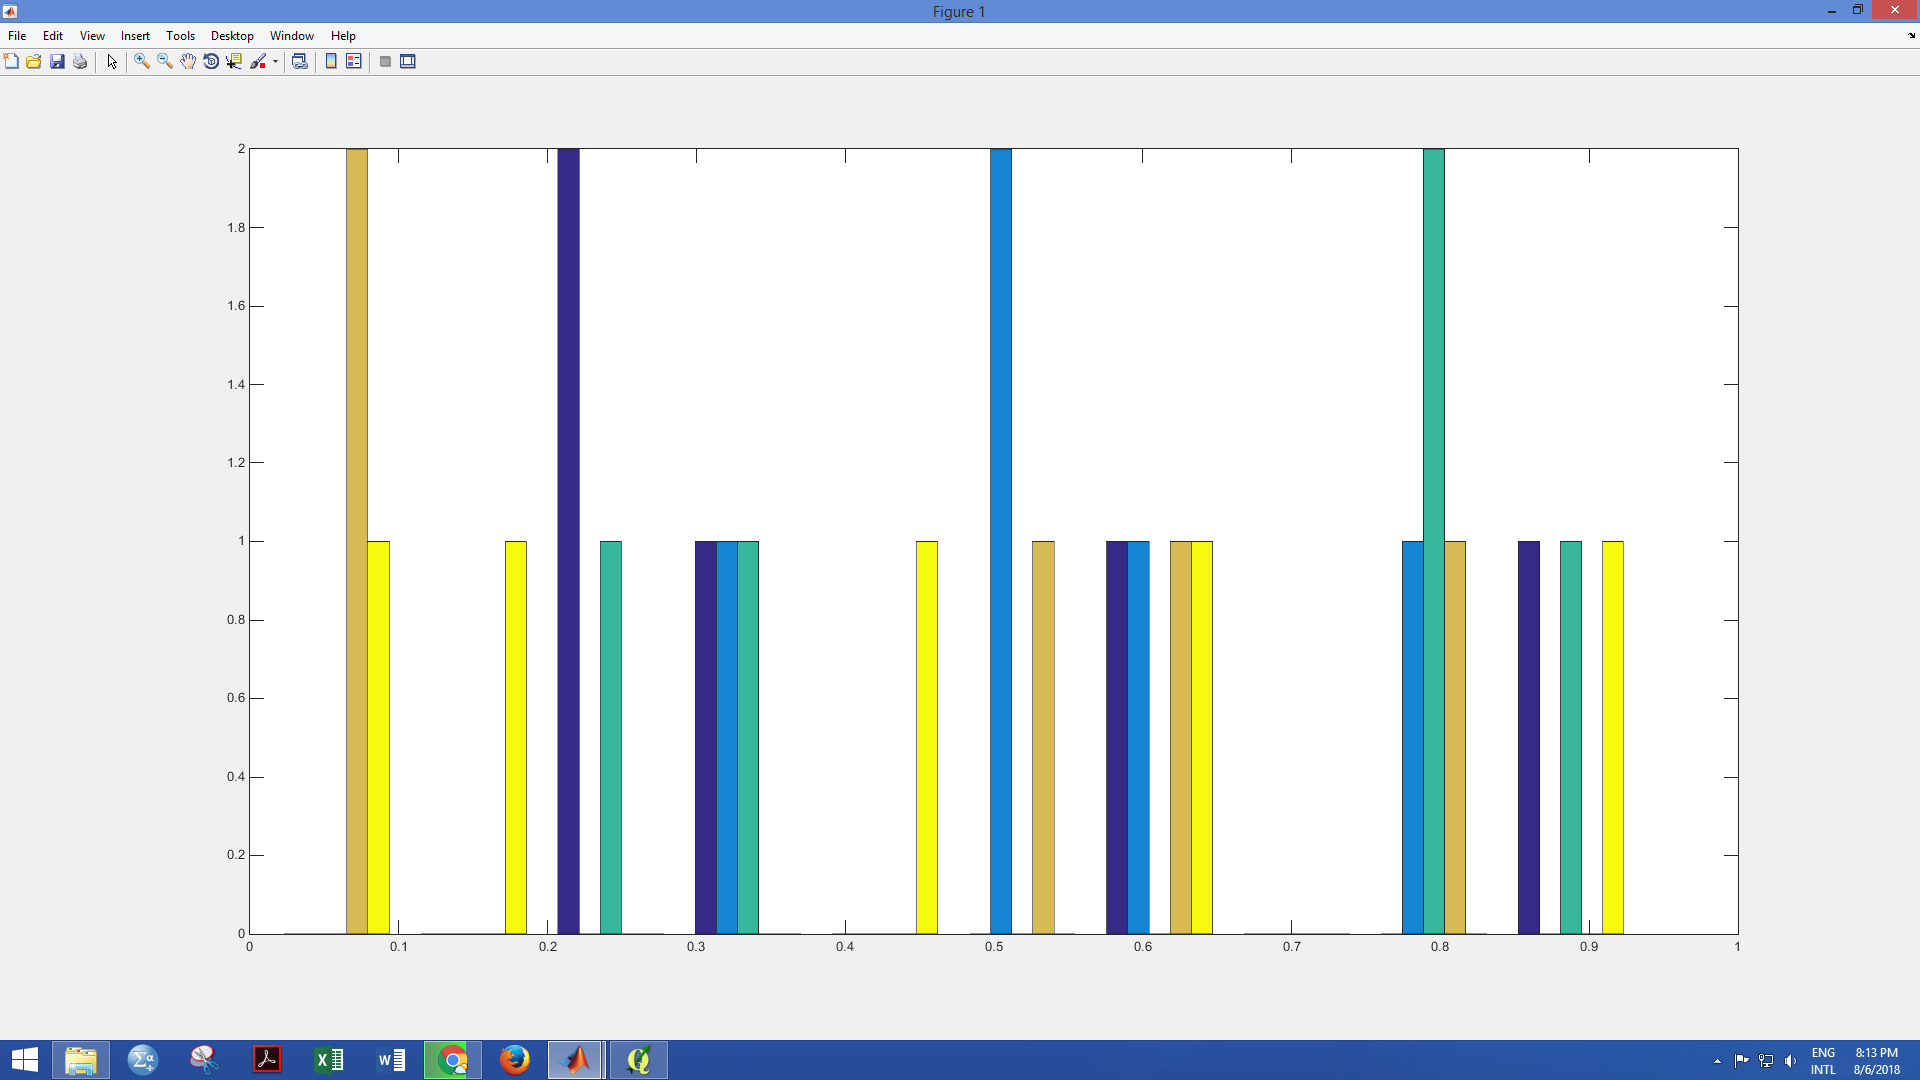 Figure 1
File Edit View Insert Tools Desktop Window Help
2
1.8
1.6
1.4
1.2
1
0.8
0.6
0.4
0.2
0
0 0.1 0.2 0.3 0.4 0.5 0.6 0.7 0.8 0.9 1
ENG 8:13 PM
INTL 8/6/2018